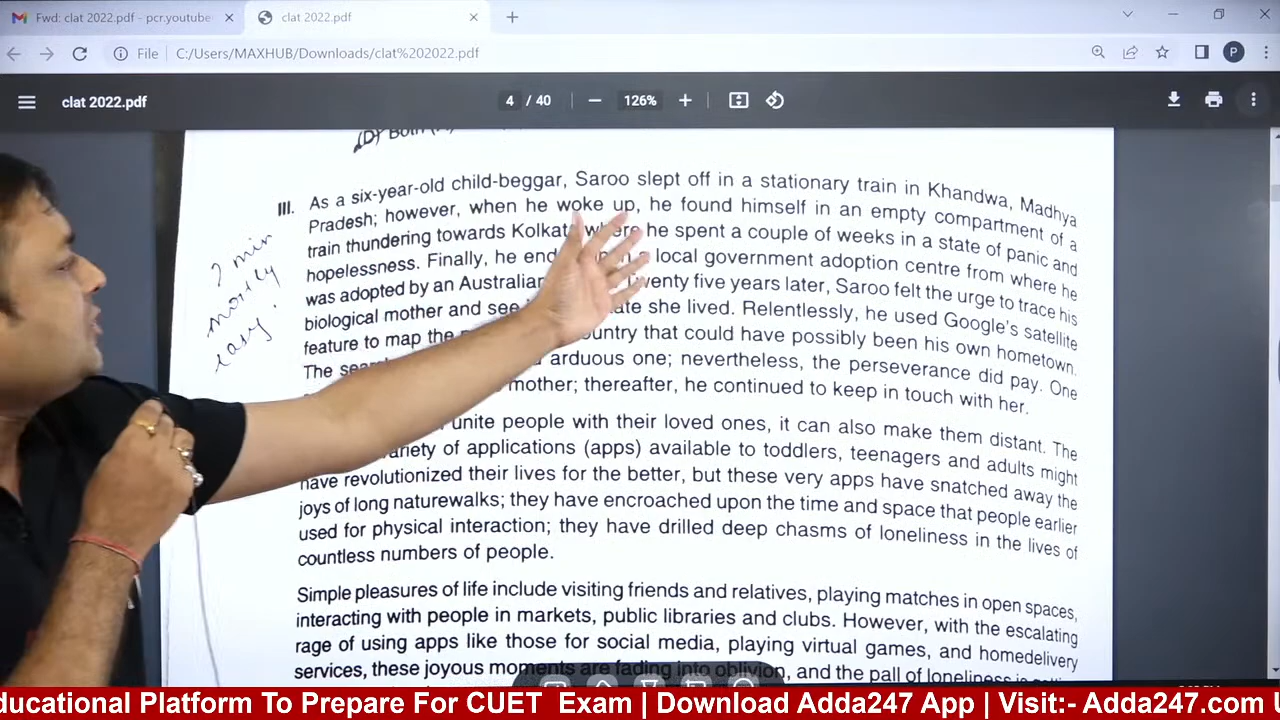 Fwd: clat 2022.pdf - pcr.youtube
clat 2022.pdf
File
C:/Users/MAXHUB/Downloads/clat%202022.pdf
clat 2022.pdf
4 / 40
126%
P
(D) Both
III. As a six-year-old child-beggar, Saroo slept off in a stationary train in Khandwa, Madhya
Pradesh; however, when he woke up, he found himself in an empty compartment of a
train thundering towards Kolkata where he spent a couple of weeks in a state of panic and
hopelessness. Finally, he end local government adoption centre from where he
was adopted by an Australian Twenty five years later, Saroo felt the urge to trace his
biological mother and see she lived. Relentlessly, he used Google's satellite
feature to map the country that could have possibly been his own hometown.
The arduous one; nevertheless, the perseverance did pay. One
mother; thereafter, he continued to keep in touch with her.
unite people with their loved ones, it can also make them distant. The
of applications (apps) available to toddlers, teenagers and adults might
have revolutionized their lives for the better, but these very apps have snatched away the
joys of long naturewalks; they have encroached upon the time and space that people earlier
used for physical interaction; they have drilled deep chasms of loneliness in the lives of
countless numbers of people.
Simple pleasures of life include visiting friends and relatives, playing matches in open spaces,
interacting with people in markets, public libraries and clubs. However, with the escalating
rage of using apps like those for social media, playing virtual games, and homedelivery
services, these joyous moments are fading into oblivion, and the pall of loneliness is
min
mostly
easy.
ducational Platform To Prepare For CUET Exam | Download Adda247 App | Visit:- Adda247.com U